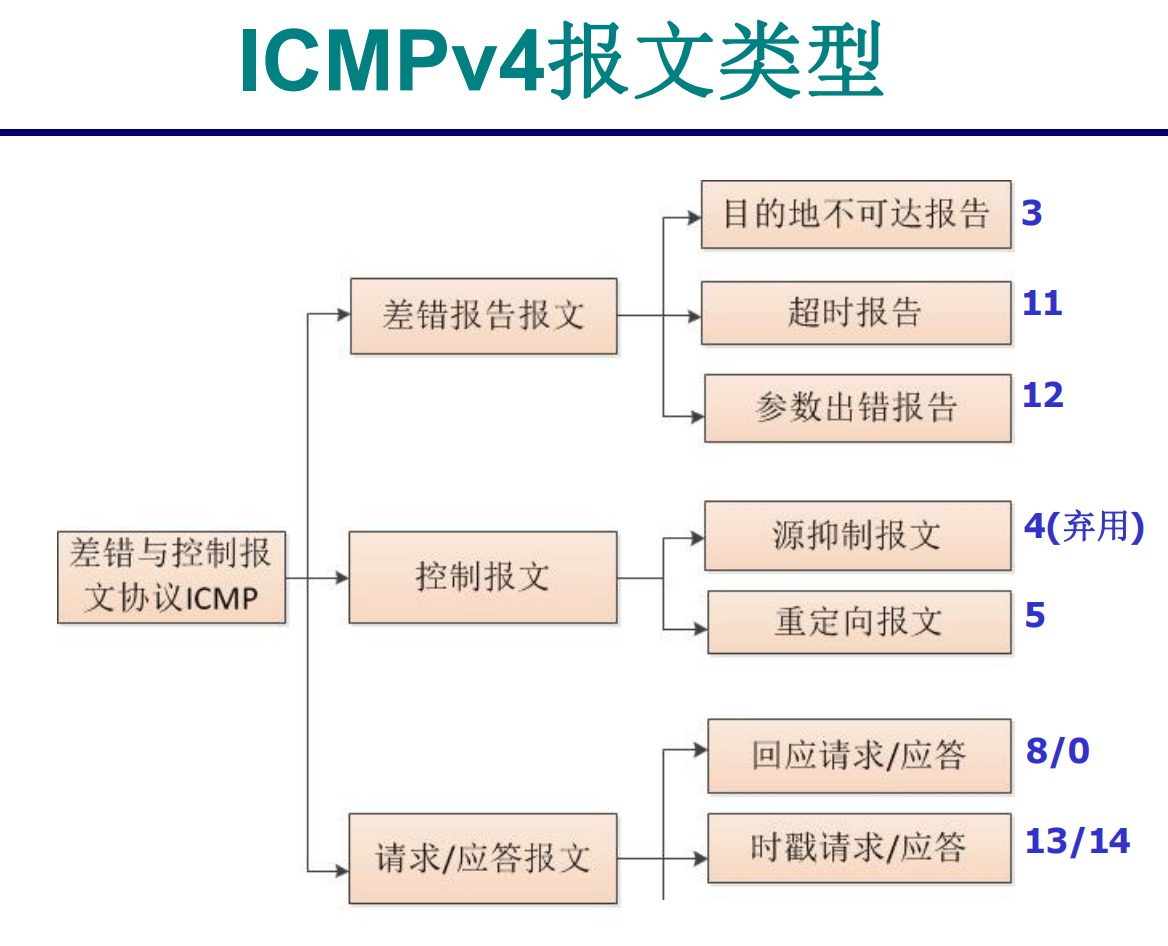 ICMPv4报文类型
目的地不可达报告 3
差错报告报文
超时报告 11
参数出错报告 12
差错与控制报
文协议ICMP
控制报文
源抑制报文 4(弃用)
重定向报文 5
请求/应答报文
回应请求/应答 8/0
时戳请求/应答 13/14